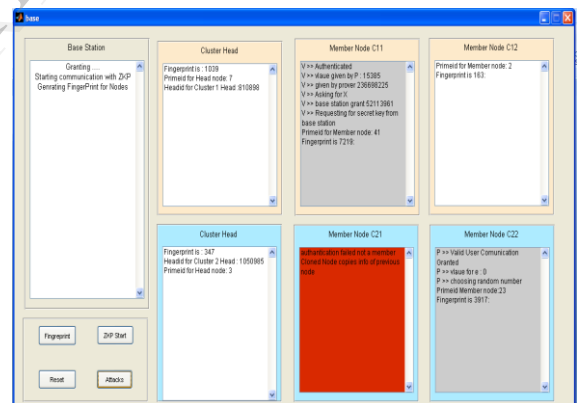 base
Base Station
Granting ....
Starting communication with ZKP
Genrating FingerPrint for Nodes
Cluster Head
Fingerprint is : 1039
Primeid for Head node: 7
Headid for Cluster 1 Head :810898
Member Node C11
V >> Authenticated
V >> vlaue given by P : 15385
V >> given by prover 236698225
V >> Asking for X
V >> base station grant 52113961
V >> Requesting for secret key from
base station
Primeid for Member node: 41
Fingerprint is 7219:
Member Node C12
Primeid for Member node: 2
Fingerprint is 163:
Cluster Head
Fingerprint is : 347
Headid for Cluster 2 Head : 1050985
Primeid for Head node: 3
Member Node C21
authantication failed not a member
Cloned Node copies info of previous
node
Member Node C22
P >> Valid User Comunication
Granted
P >> vlaue for e : 0
P >> choosing random number
Primeid Member node:23
Fingerprint is 3917:
Fingreprint
ZKP Start
Reset
Attacks